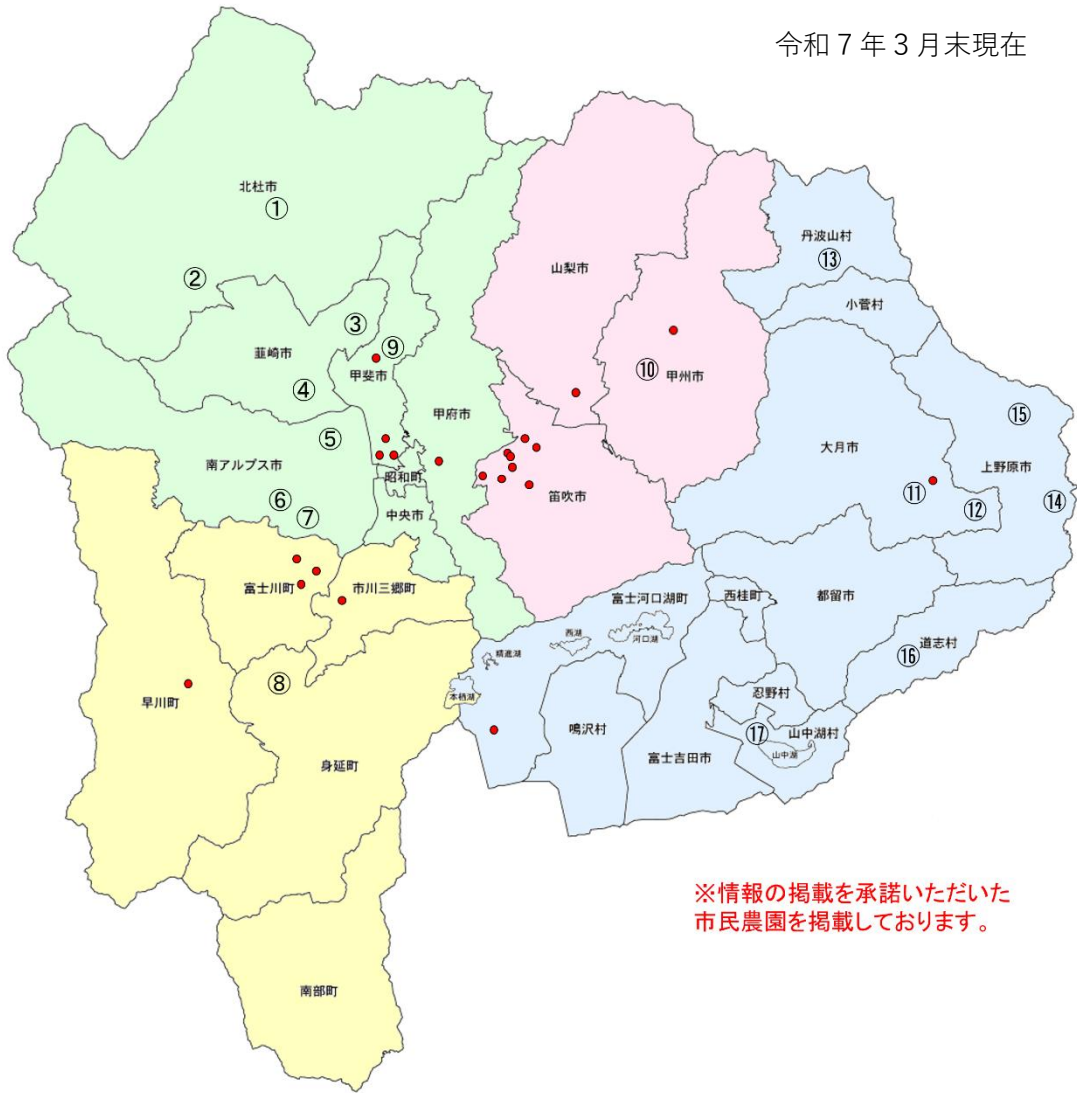 令和７年３月末現在
北杜市
①
②
韮崎市
③
④
⑨
甲斐市
甲府市
⑤
南アルプス市
⑥
⑦
昭和町
中央市
山梨市
⑩
甲州市
笛吹市
丹波山村
⑬
小菅村
大月市
⑪
⑫
⑮
上野原市
⑭
富士川町
市川三郷町
早川町
⑧
身延町
南部町
富士河口湖町
西湖
河口湖
精進湖
本栖湖
鳴沢村
西桂町
都留市
富士吉田市
道志村
⑯
忍野村
⑰
山中湖村
山中湖
※情報の掲載を承諾いただいた
市民農園を掲載しております。